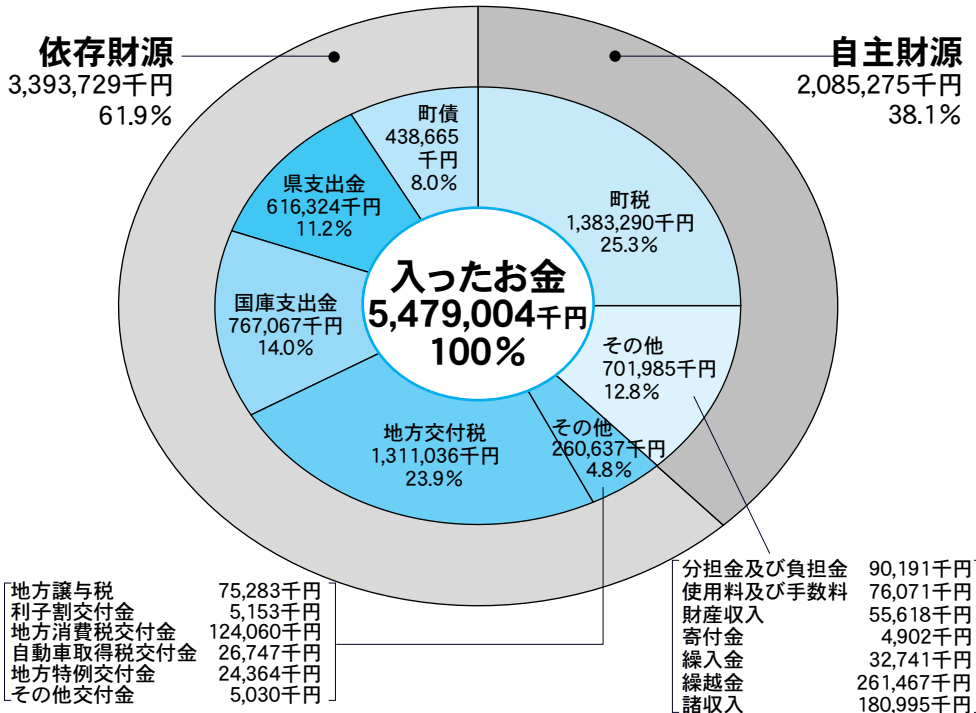 依存財源
3,393,729千円
61.9%
自主財源
2,085,275千円
38.1%
町債
438,665
千円
8.0%
県支出金
616,324千円
11.2%
国庫支出金
767,067千円
14.0%
地方交付税
1,311,036千円
23.9%
その他
260,637千円
4.8%
町税
1,383,290千円
25.3%
その他
701,985千円
12.8%
入ったお金
5,479,004千円
100%
地方譲与税 75,283千円
利子割交付金 5,153千円
地方消費税交付金 124,060千円
自動車取得税交付金 26,747千円
地方特例交付金 24,364千円
その他交付金 5,030千円
分担金及び負担金 90,191千円
使用料及び手数料 76,071千円
財産収入 55,618千円
寄付金 4,902千円
繰入金 32,741千円
繰越金 261,467千円
諸収入 180,995千円